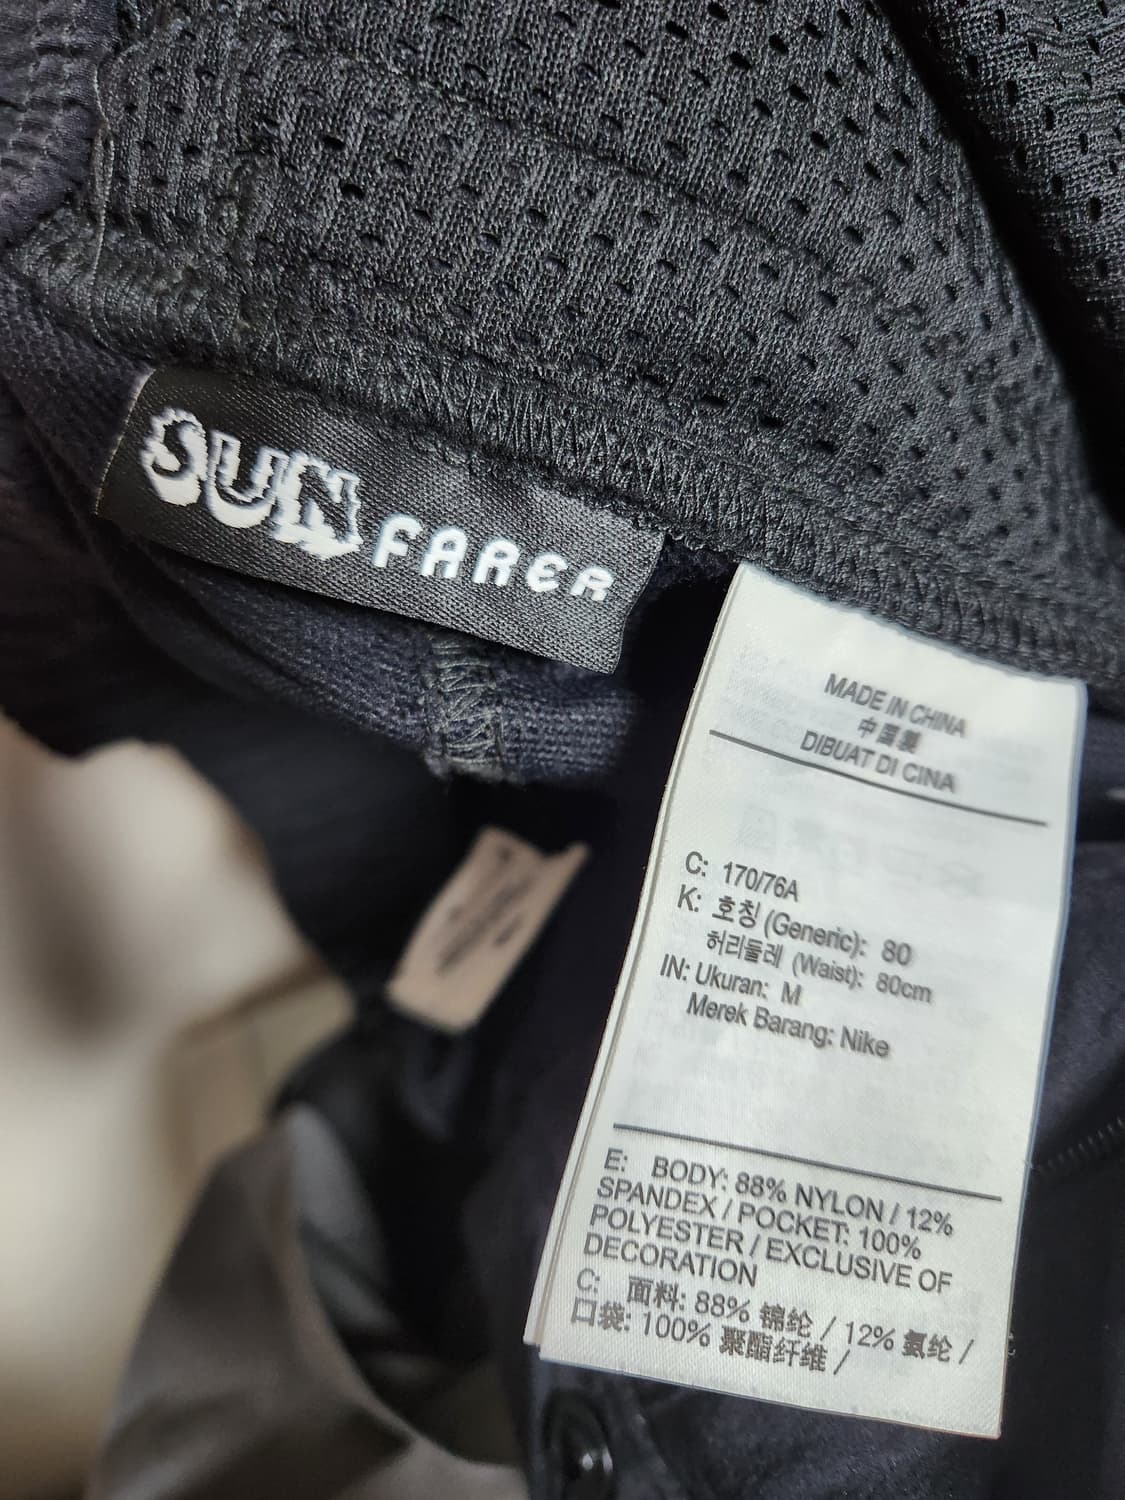 SUN FARER
MADE IN CHINA
中國製
DIBUAT DI CINA
C: 170/76A
K: 호칭 (Generic): 80
허리둘레 (Waist): 80cm
IN: Ukuran: M
Merek Barang: Nike
E: BODY: 88% NYLON / 12%
SPANDEX / POCKET: 100%
POLYESTER / EXCLUSIVE OF
DECORATION
C: 面料: 88% 锦纶 / 12% 氨纶 /
口袋: 100% 聚酯纤维 /